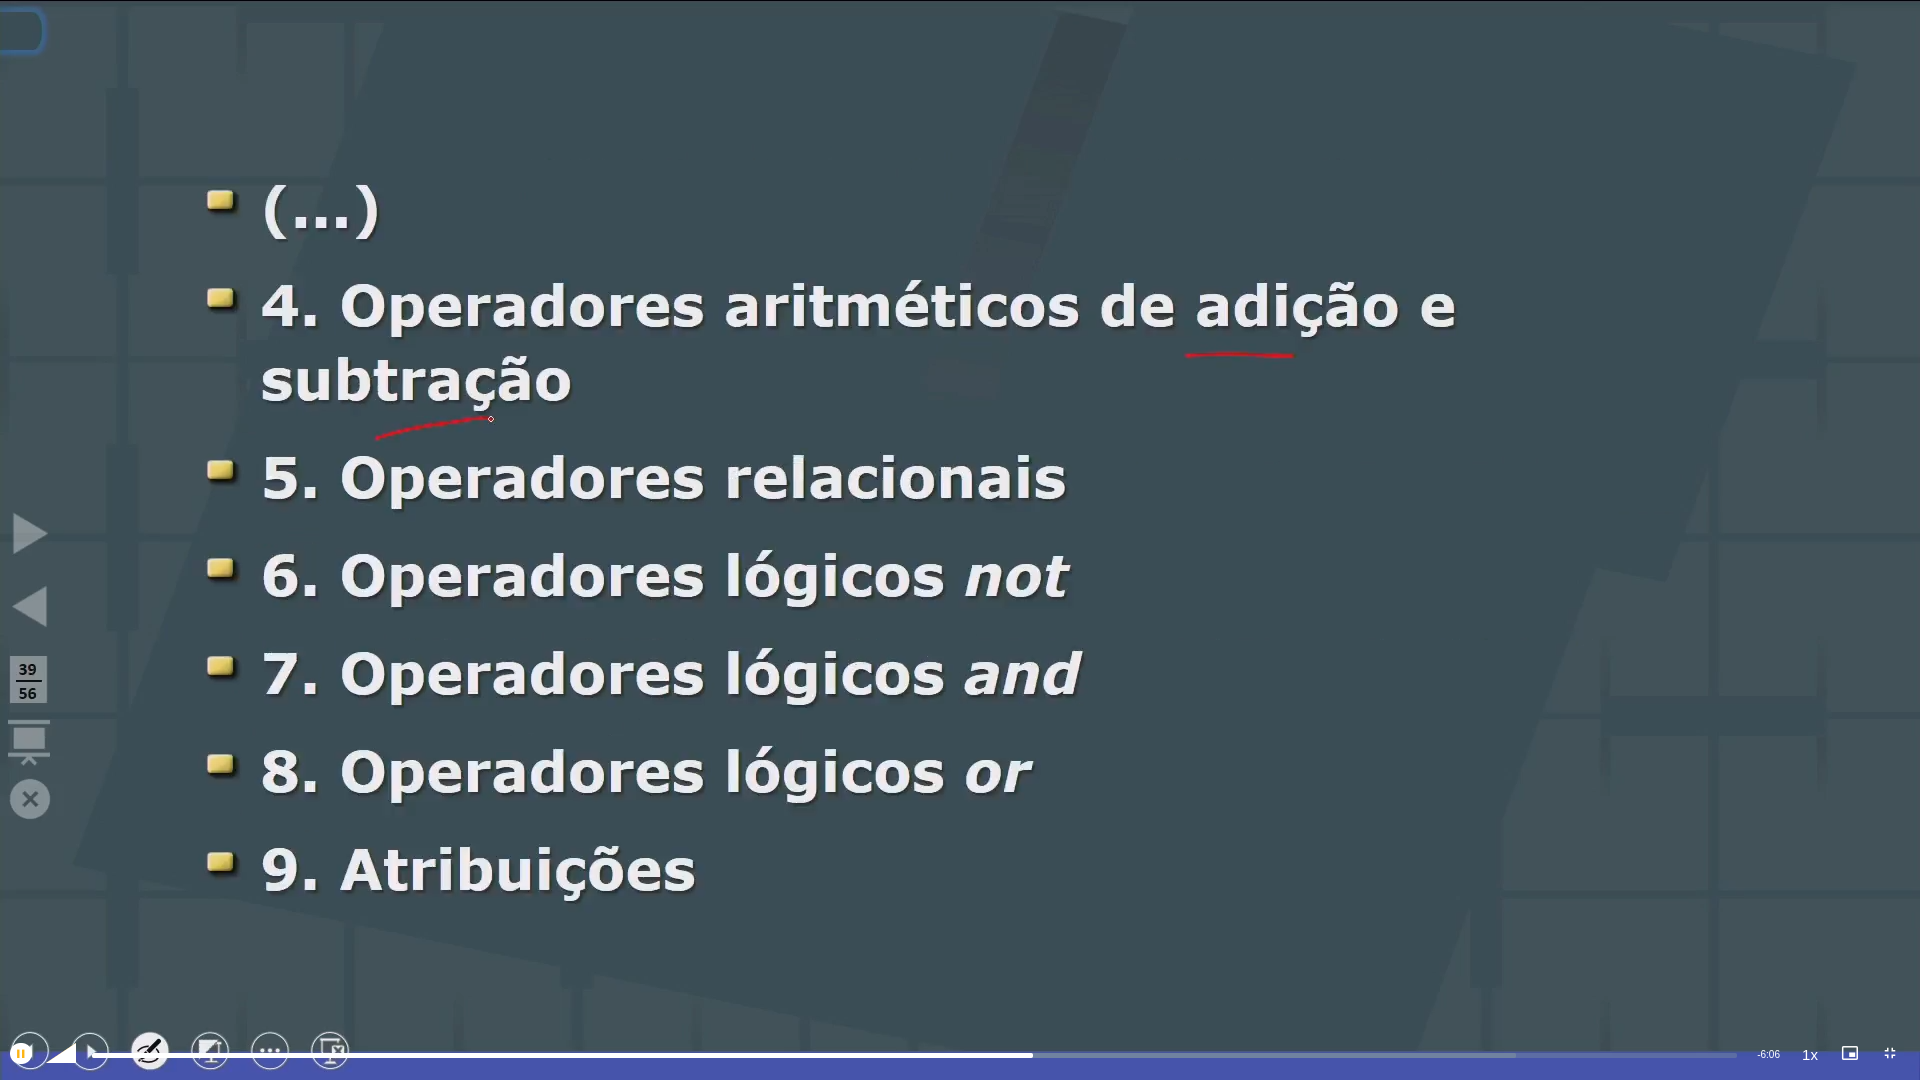 (...)
4. Operadores aritméticos de adição e
subtração
5. Operadores relacionais
6. Operadores lógicos not
7. Operadores lógicos and
8. Operadores lógicos or
9. Atribuições
39
56
-6:06
1x